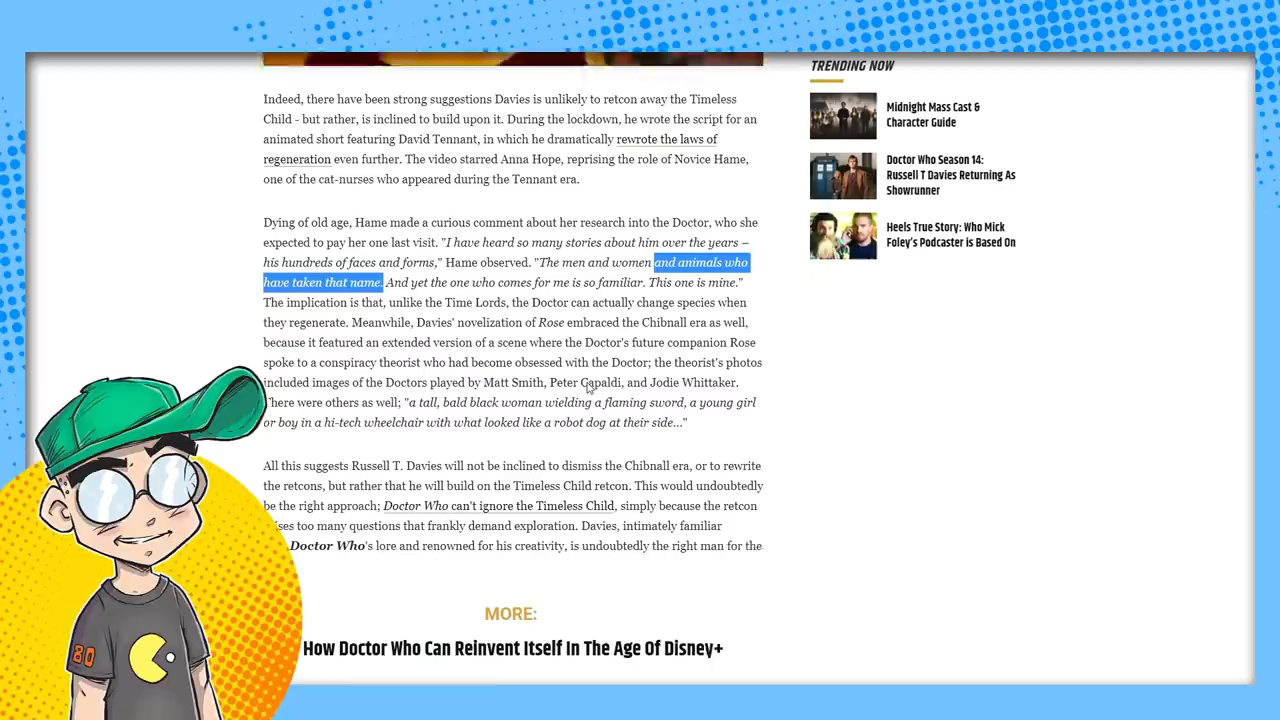 Indeed, there have been strong suggestions Davies is unlikely to retcon away the Timeless
Child - but rather, is inclined to build upon it. During the lockdown, he wrote the script for an
animated short featuring David Tennant, in which he dramatically rewrote the laws of
regeneration even further. The video starred Anna Hope, reprising the role of Novice Hame,
one of the cat-nurses who appeared during the Tennant era.
Dying of old age, Hame made a curious comment about her research into the Doctor, who she
expected to pay her one last visit. "I have heard so many stories about him over the years –
his hundreds of faces and forms," Hame observed. "The men and women and animals who
have taken that name. And yet the one who comes for me is so familiar. This one is mine."
The implication is that, unlike the Time Lords, the Doctor can actually change species when
they regenerate. Meanwhile, Davies' novelization of Rose embraced the Chibnall era as well,
because it featured an extended version of a scene where the Doctor's future companion Rose
spoke to a conspiracy theorist who had become obsessed with the Doctor; the theorist's photos
included images of the Doctors played by Matt Smith, Peter Capaldi, and Jodie Whittaker.
There were others as well; "a tall, bald black woman wielding a flaming sword, a young girl
or boy in a hi-tech wheelchair with what looked like a robot dog at their side..."
All this suggests Russell T. Davies will not be inclined to dismiss the Chibnall era, or to rewrite
the retcons, but rather that he will build on the Timeless Child retcon. This would undoubtedly
be the right approach; Doctor Who can't ignore the Timeless Child, simply because the retcon
too many questions that frankly demand exploration. Davies, intimately familiar
Doctor Who's lore and renowned for his creativity, is undoubtedly the right man for the
MORE:
How Doctor Who Can Reinvent Itself In The Age Of Disney+
TRENDING NOW
Midnight Mass Cast &
Character Guide
Doctor Who Season 14:
Russell T Davies Returning As
Showrunner
Heels True Story: Who Mick
Foley's Podcaster is Based On
80